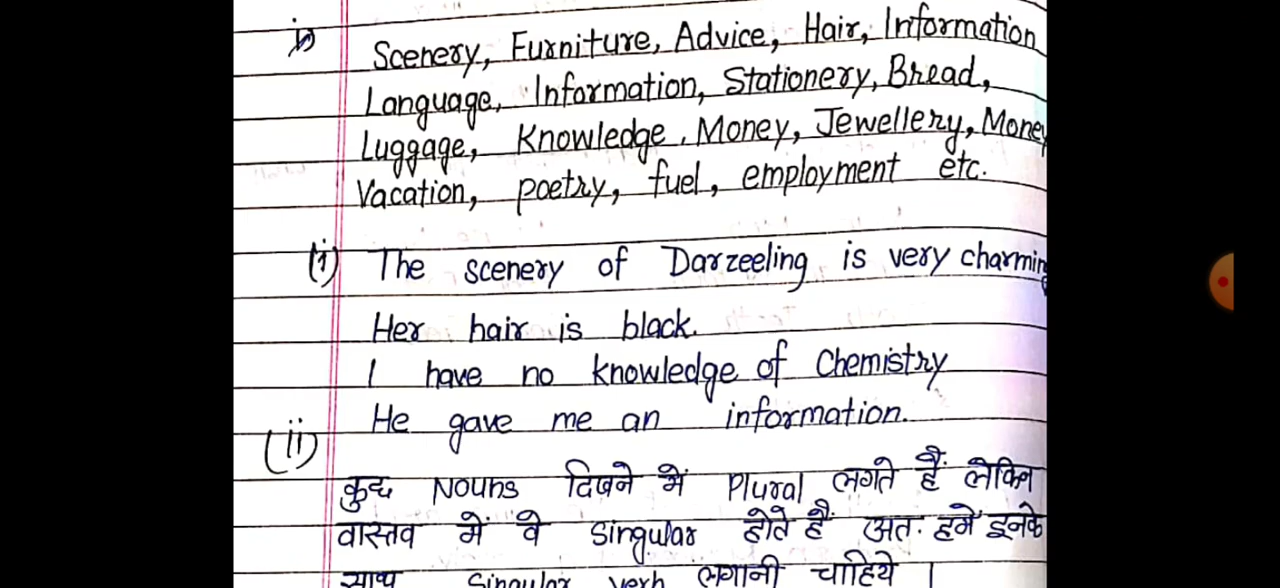 i)
Scenery, Furniture, Advice, Hair, Information
Language, Information, Stationery, Bread,
Luggage, Knowledge, Money, Jewellery, Money
Vacation, poetry, fuel, employment etc.
(i) The scenery of Darzeeling is very charming
Her hair is black.
I have no knowledge of Chemistry
He gave me an information.
(ii)
कुछ Nouns दिखने में Plural लगते हैं लेकिन
वास्तव में वे Singular होते हैं अत: हमें इनके
साथ Singular verb लगानी चाहिये ।